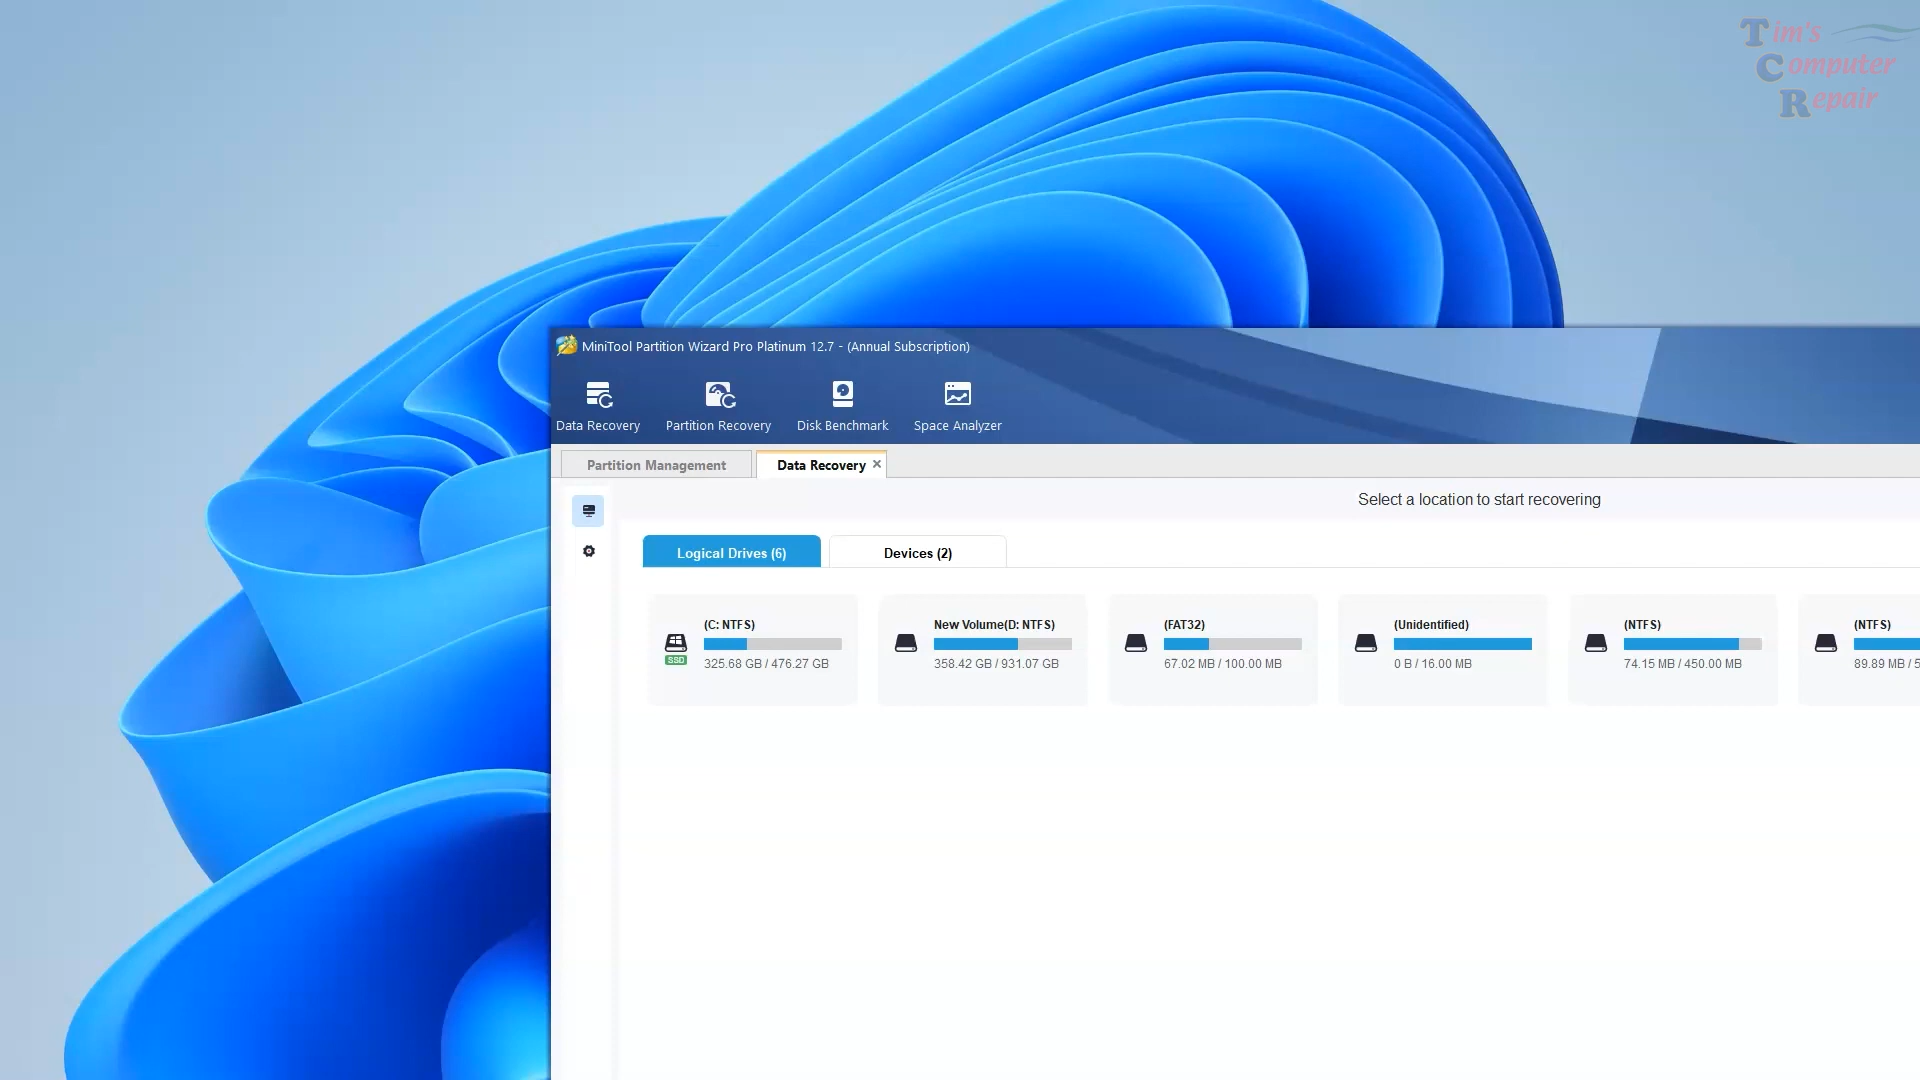 Tim's
Computer
Repair
MiniTool Partition Wizard Pro Platinum 12.7 - (Annual Subscription)
Data Recovery Partition Recovery Disk Benchmark Space Analyzer
Partition Management Data Recovery ×
Select a location to start recovering
Logical Drives (6) Devices (2)
(C: NTFS) New Volume(D: NTFS) (FAT32) (Unidentified) (NTFS) (NTFS)
SSD
325.68 GB / 476.27 GB 358.42 GB / 931.07 GB 67.02 MB / 100.00 MB 0 B / 16.00 MB 74.15 MB / 450.00 MB 89.89 MB / 5